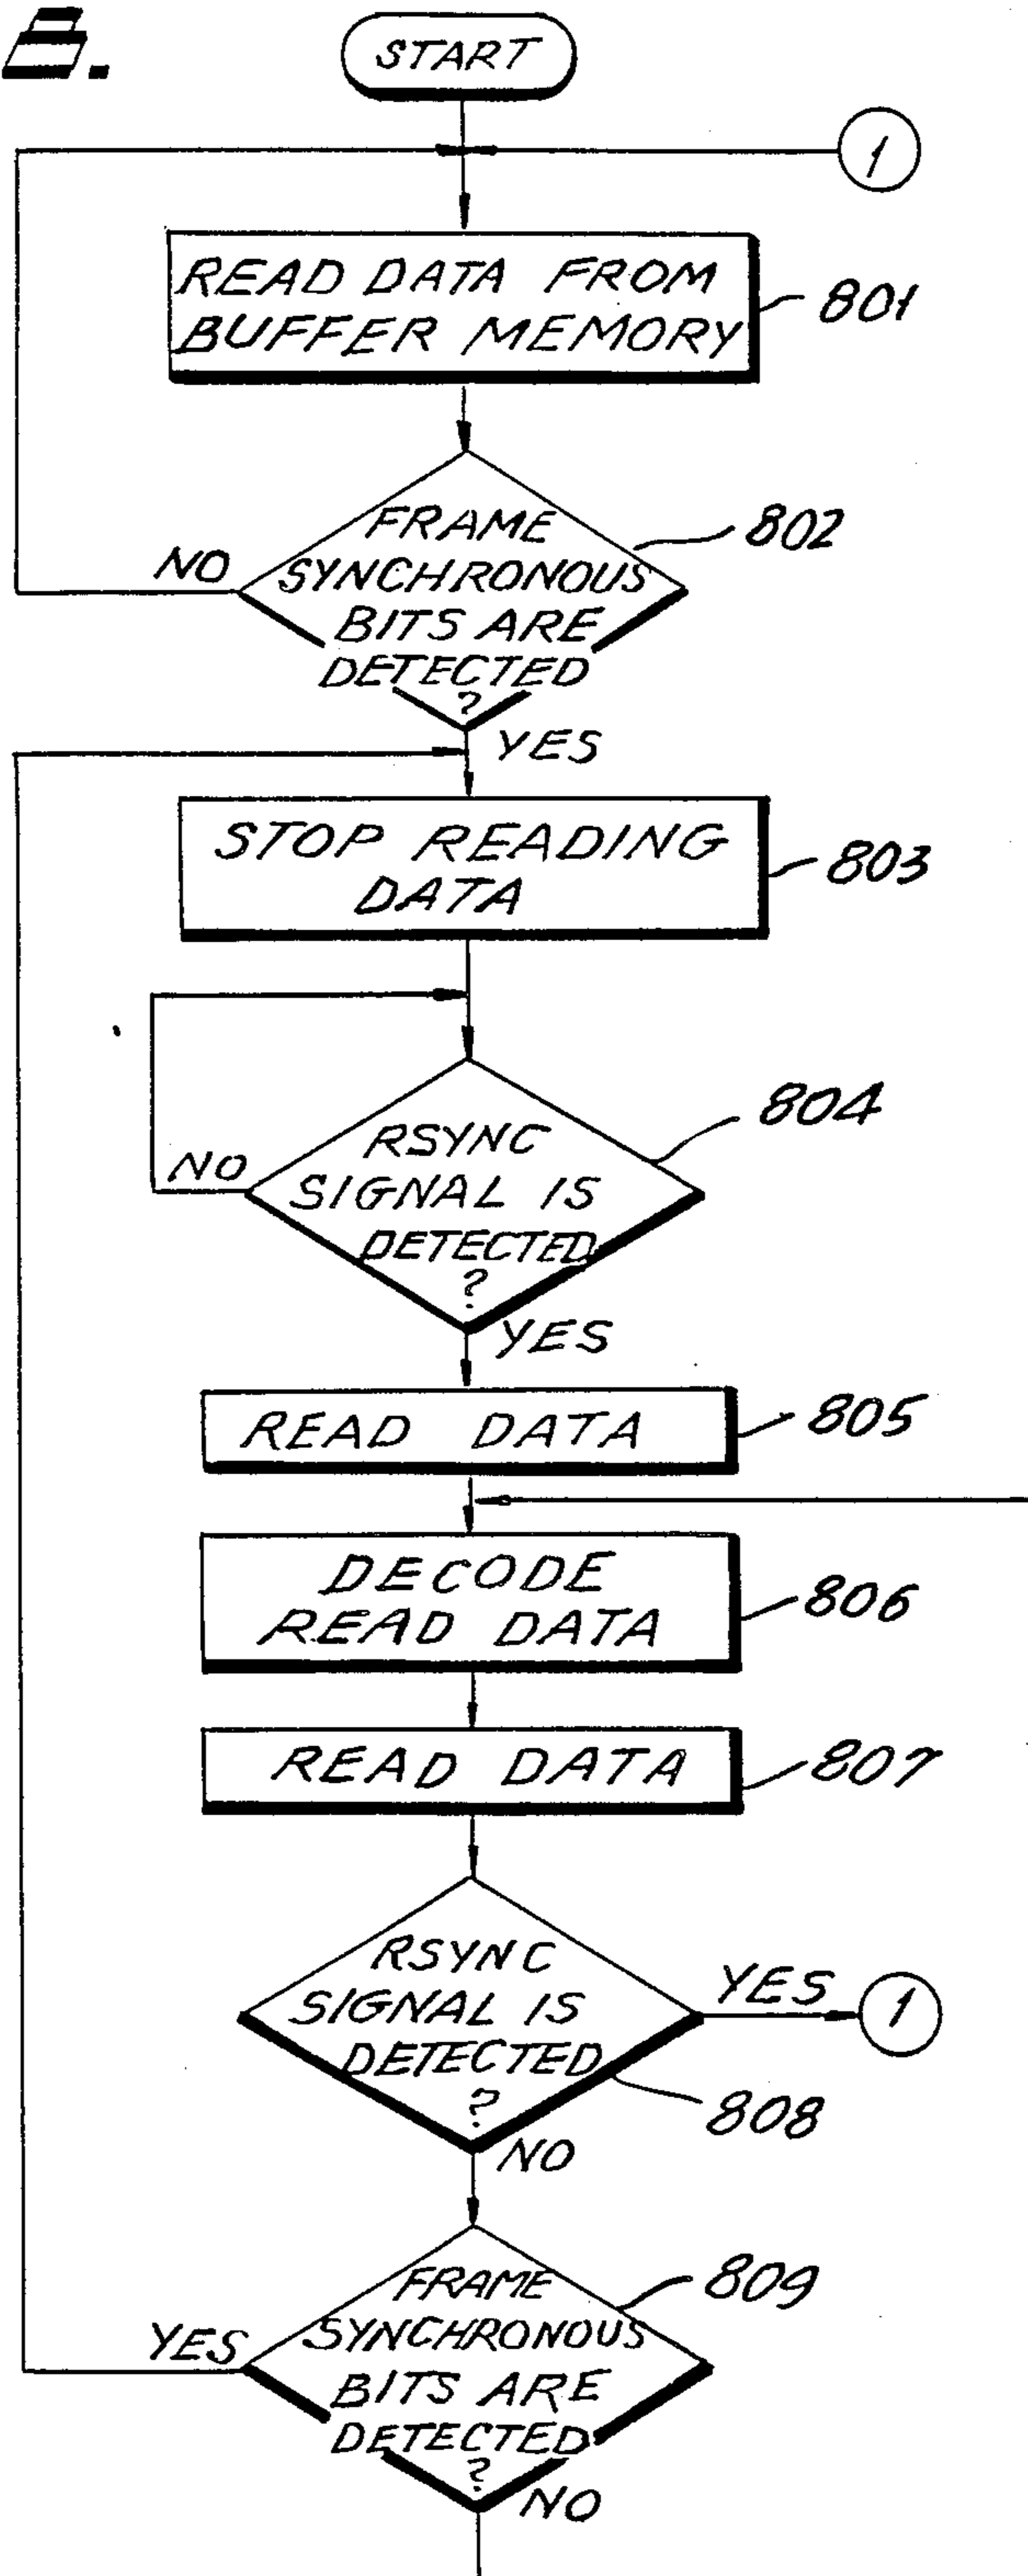 8.
START
1
READ DATA FROM
BUFFER MEMORY
801
FRAME
SYNCHRONOUS
BITS ARE
DETECTED
?
802
NO
YES
STOP READING
DATA
803
RSYNC
SIGNAL IS
DETECTED
?
804
NO
YES
READ DATA
805
DECODE
READ DATA
806
READ DATA
807
RSYNC
SIGNAL IS
DETECTED
?
YES
1
808
NO
FRAME
SYNCHRONOUS
BITS ARE
DETECTED
?
809
YES
NO